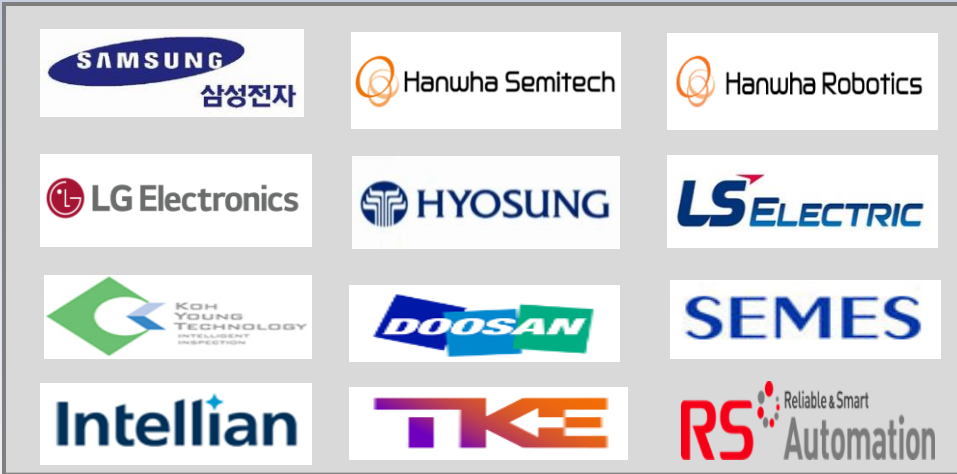 SAMSUNG
삼성전자
Hanwha Semitech
Hanwha Robotics
LG Electronics
HYOSUNG
LS ELECTRIC
KOH
YOUNG
TECHNOLOGY
INTELLIGENT
INSPECTION
DOOSAN
SEMES
Intellian
TKE
RS Reliable & Smart
Automation